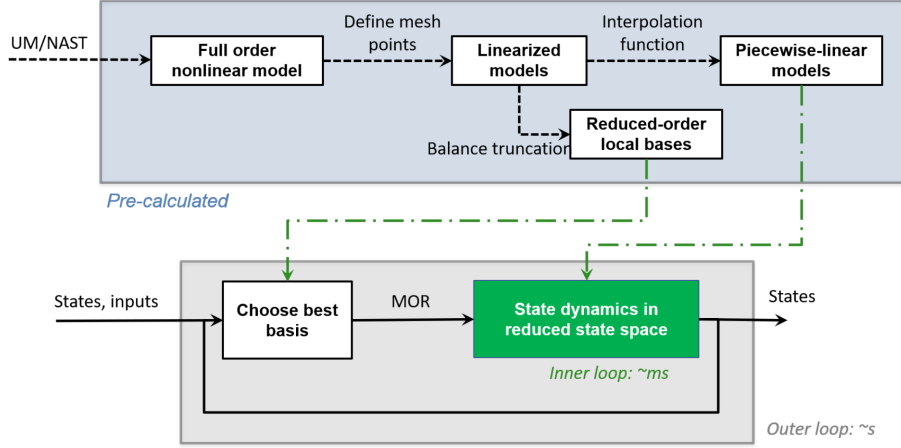 UM/NAST
Full order
nonlinear model
Define mesh
points
Linearized
models
Interpolation
function
Piecewise-linear
models
Balance truncation
Reduced-order
local bases
Pre-calculated
States, inputs
Choose best
basis
MOR
State dynamics in
reduced state space
States
Inner loop: ~ms
Outer loop: ~s